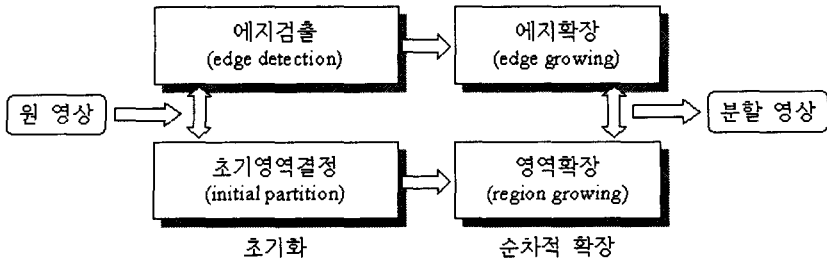 에지검출
(edge detection)
에지확장
(edge growing)
원 영상
분할 영상
초기영역결정
(initial partition)
영역확장
(region growing)
초기화
순차적 확장